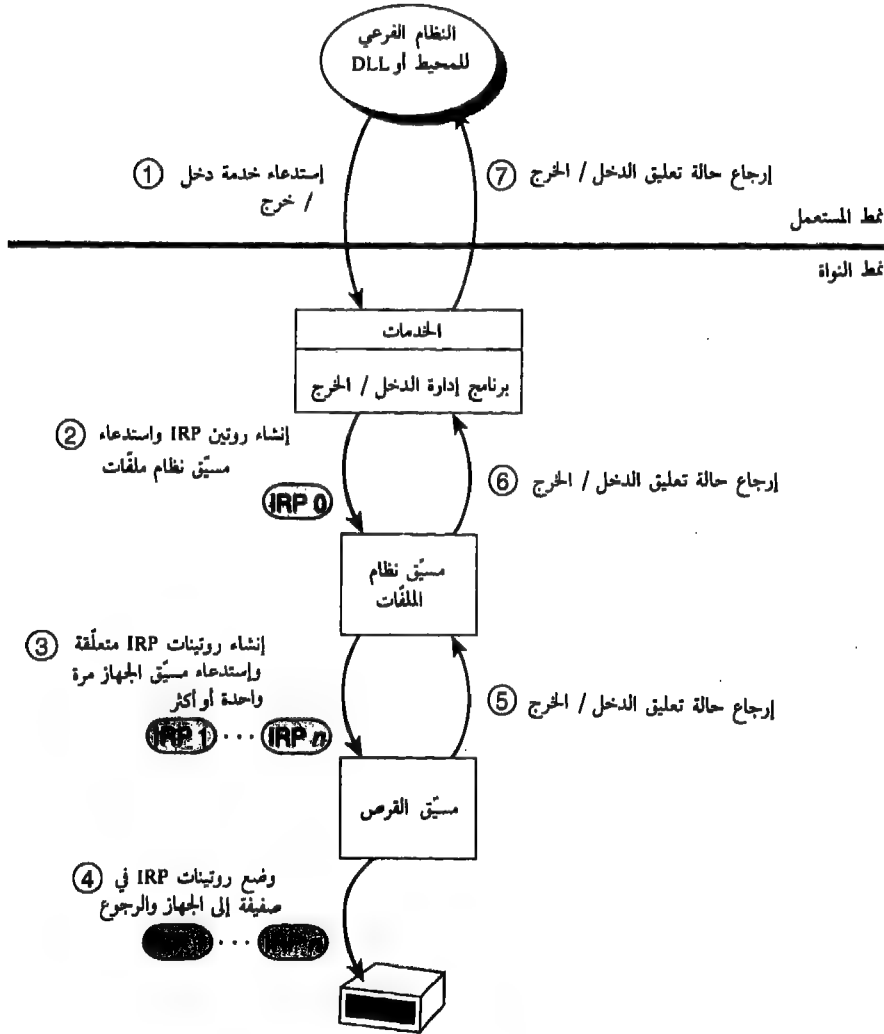 النظام الفرعي
للمحيط أو DLL
① إستدعاء خدمة دخل
/ خرج
⑦ إرجاع حالة تعليق الدخل / الخرج
نمط المستعمل
نمط النواة
الخدمات
برنامج إدارة الدخل / الخرج
② إنشاء روتين IRP واستدعاء
مسيّق نظام ملفّات
IRP 0
⑥ إرجاع حالة تعليق الدخل / الخرج
مسيّق نظام
الملفّات
③ إنشاء روتينات IRP متعلّقة
وإستدعاء مسيّق الجهاز مرة
واحدة أو أكثر
IRP 1 ··· IRP n
⑤ إرجاع حالة تعليق الدخل / الخرج
مسيّق القرص
④ وضع روتينات IRP في
صفيفة إلى الجهاز والرجوع
··· IRP n